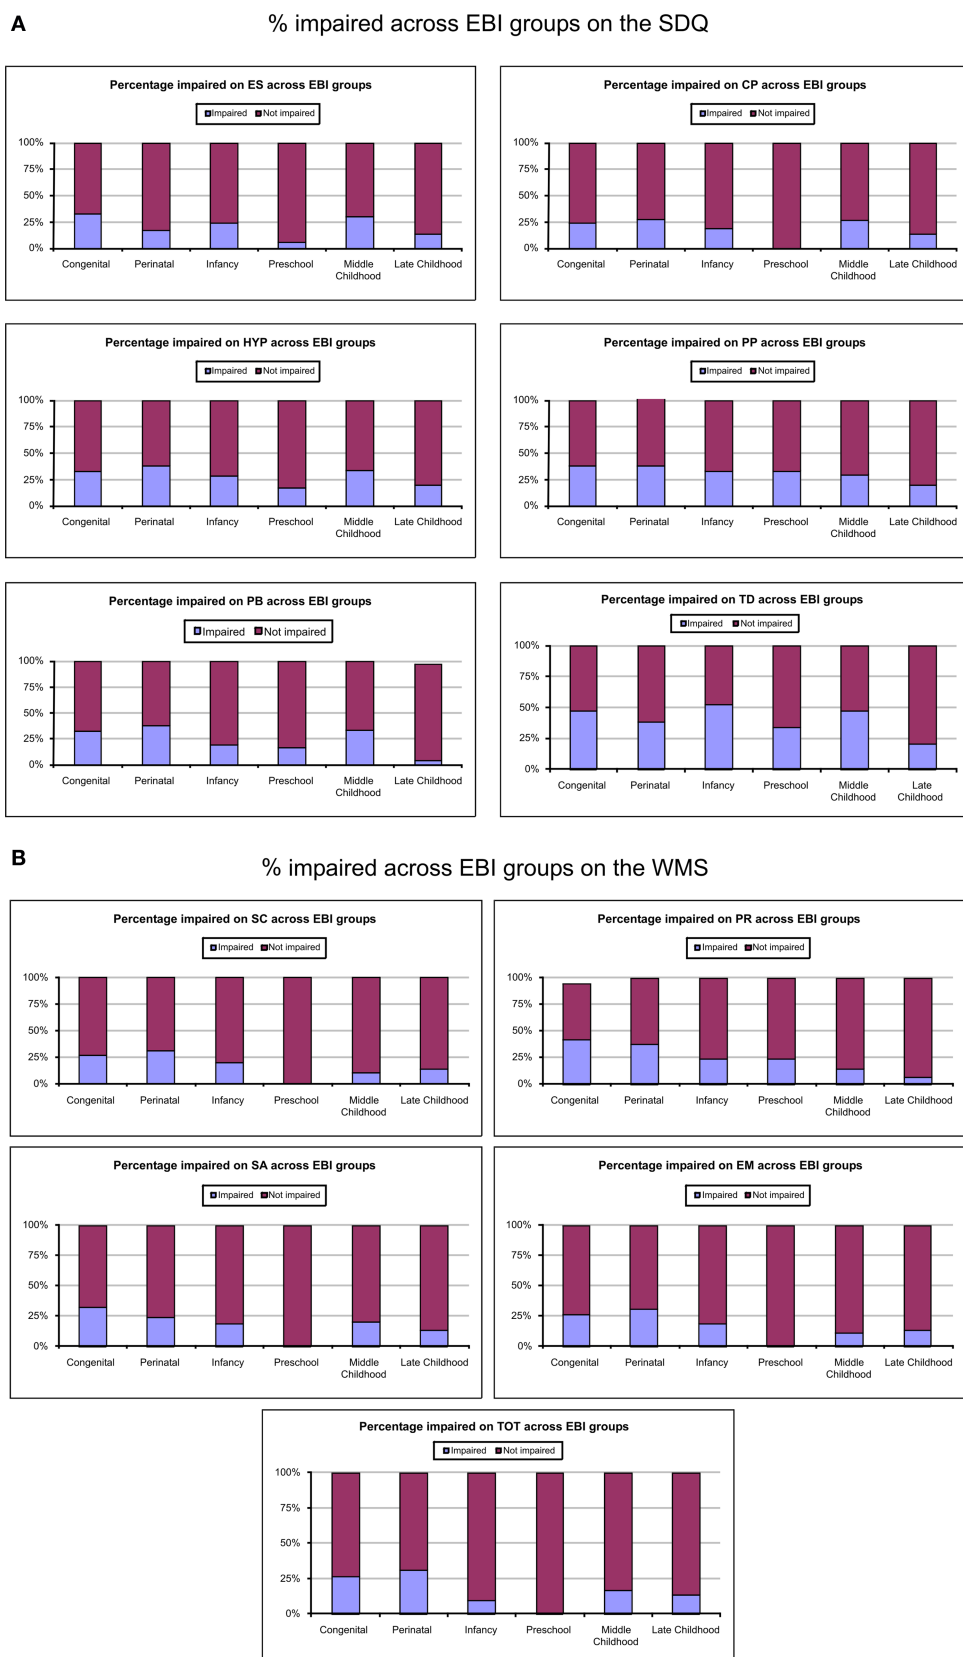 A
% impaired across EBI groups on the SDQ
Percentage impaired on ES across EBI groups
Impaired Not impaired
100%
75%
50%
25%
0%
Congenital Perinatal Infancy Preschool Middle Childhood Late Childhood
Percentage impaired on CP across EBI groups
Impaired Not impaired
100%
75%
50%
25%
0%
Congenital Perinatal Infancy Preschool Middle Childhood Late Childhood
Percentage impaired on HYP across EBI groups
Impaired Not impaired
100%
75%
50%
25%
0%
Congenital Perinatal Infancy Preschool Middle Childhood Late Childhood
Percentage impaired on PP across EBI groups
Impaired Not impaired
100%
75%
50%
25%
0%
Congenital Perinatal Infancy Preschool Middle Childhood Late Childhood
Percentage impaired on PB across EBI groups
Impaired Not impaired
100%
75%
50%
25%
0%
Congenital Perinatal Infancy Preschool Middle Childhood Late Childhood
Percentage impaired on TD across EBI groups
Impaired Not impaired
100%
75%
50%
25%
0%
Congenital Perinatal Infancy Preschool Middle Childhood Late Childhood
B
% impaired across EBI groups on the WMS
Percentage impaired on SC across EBI groups
Impaired Not impaired
100%
75%
50%
25%
0%
Congenital Perinatal Infancy Preschool Middle Childhood Late Childhood
Percentage impaired on PR across EBI groups
Impaired Not impaired
100%
75%
50%
25%
0%
Congenital Perinatal Infancy Preschool Middle Childhood Late Childhood
Percentage impaired on SA across EBI groups
Impaired Not impaired
100%
75%
50%
25%
0%
Congenital Perinatal Infancy Preschool Middle Childhood Late Childhood
Percentage impaired on EM across EBI groups
Impaired Not impaired
100%
75%
50%
25%
0%
Congenital Perinatal Infancy Preschool Middle Childhood Late Childhood
Percentage impaired on TOT across EBI groups
Impaired Not impaired
100%
75%
50%
25%
0%
Congenital Perinatal Infancy Preschool Middle Childhood Late Childhood